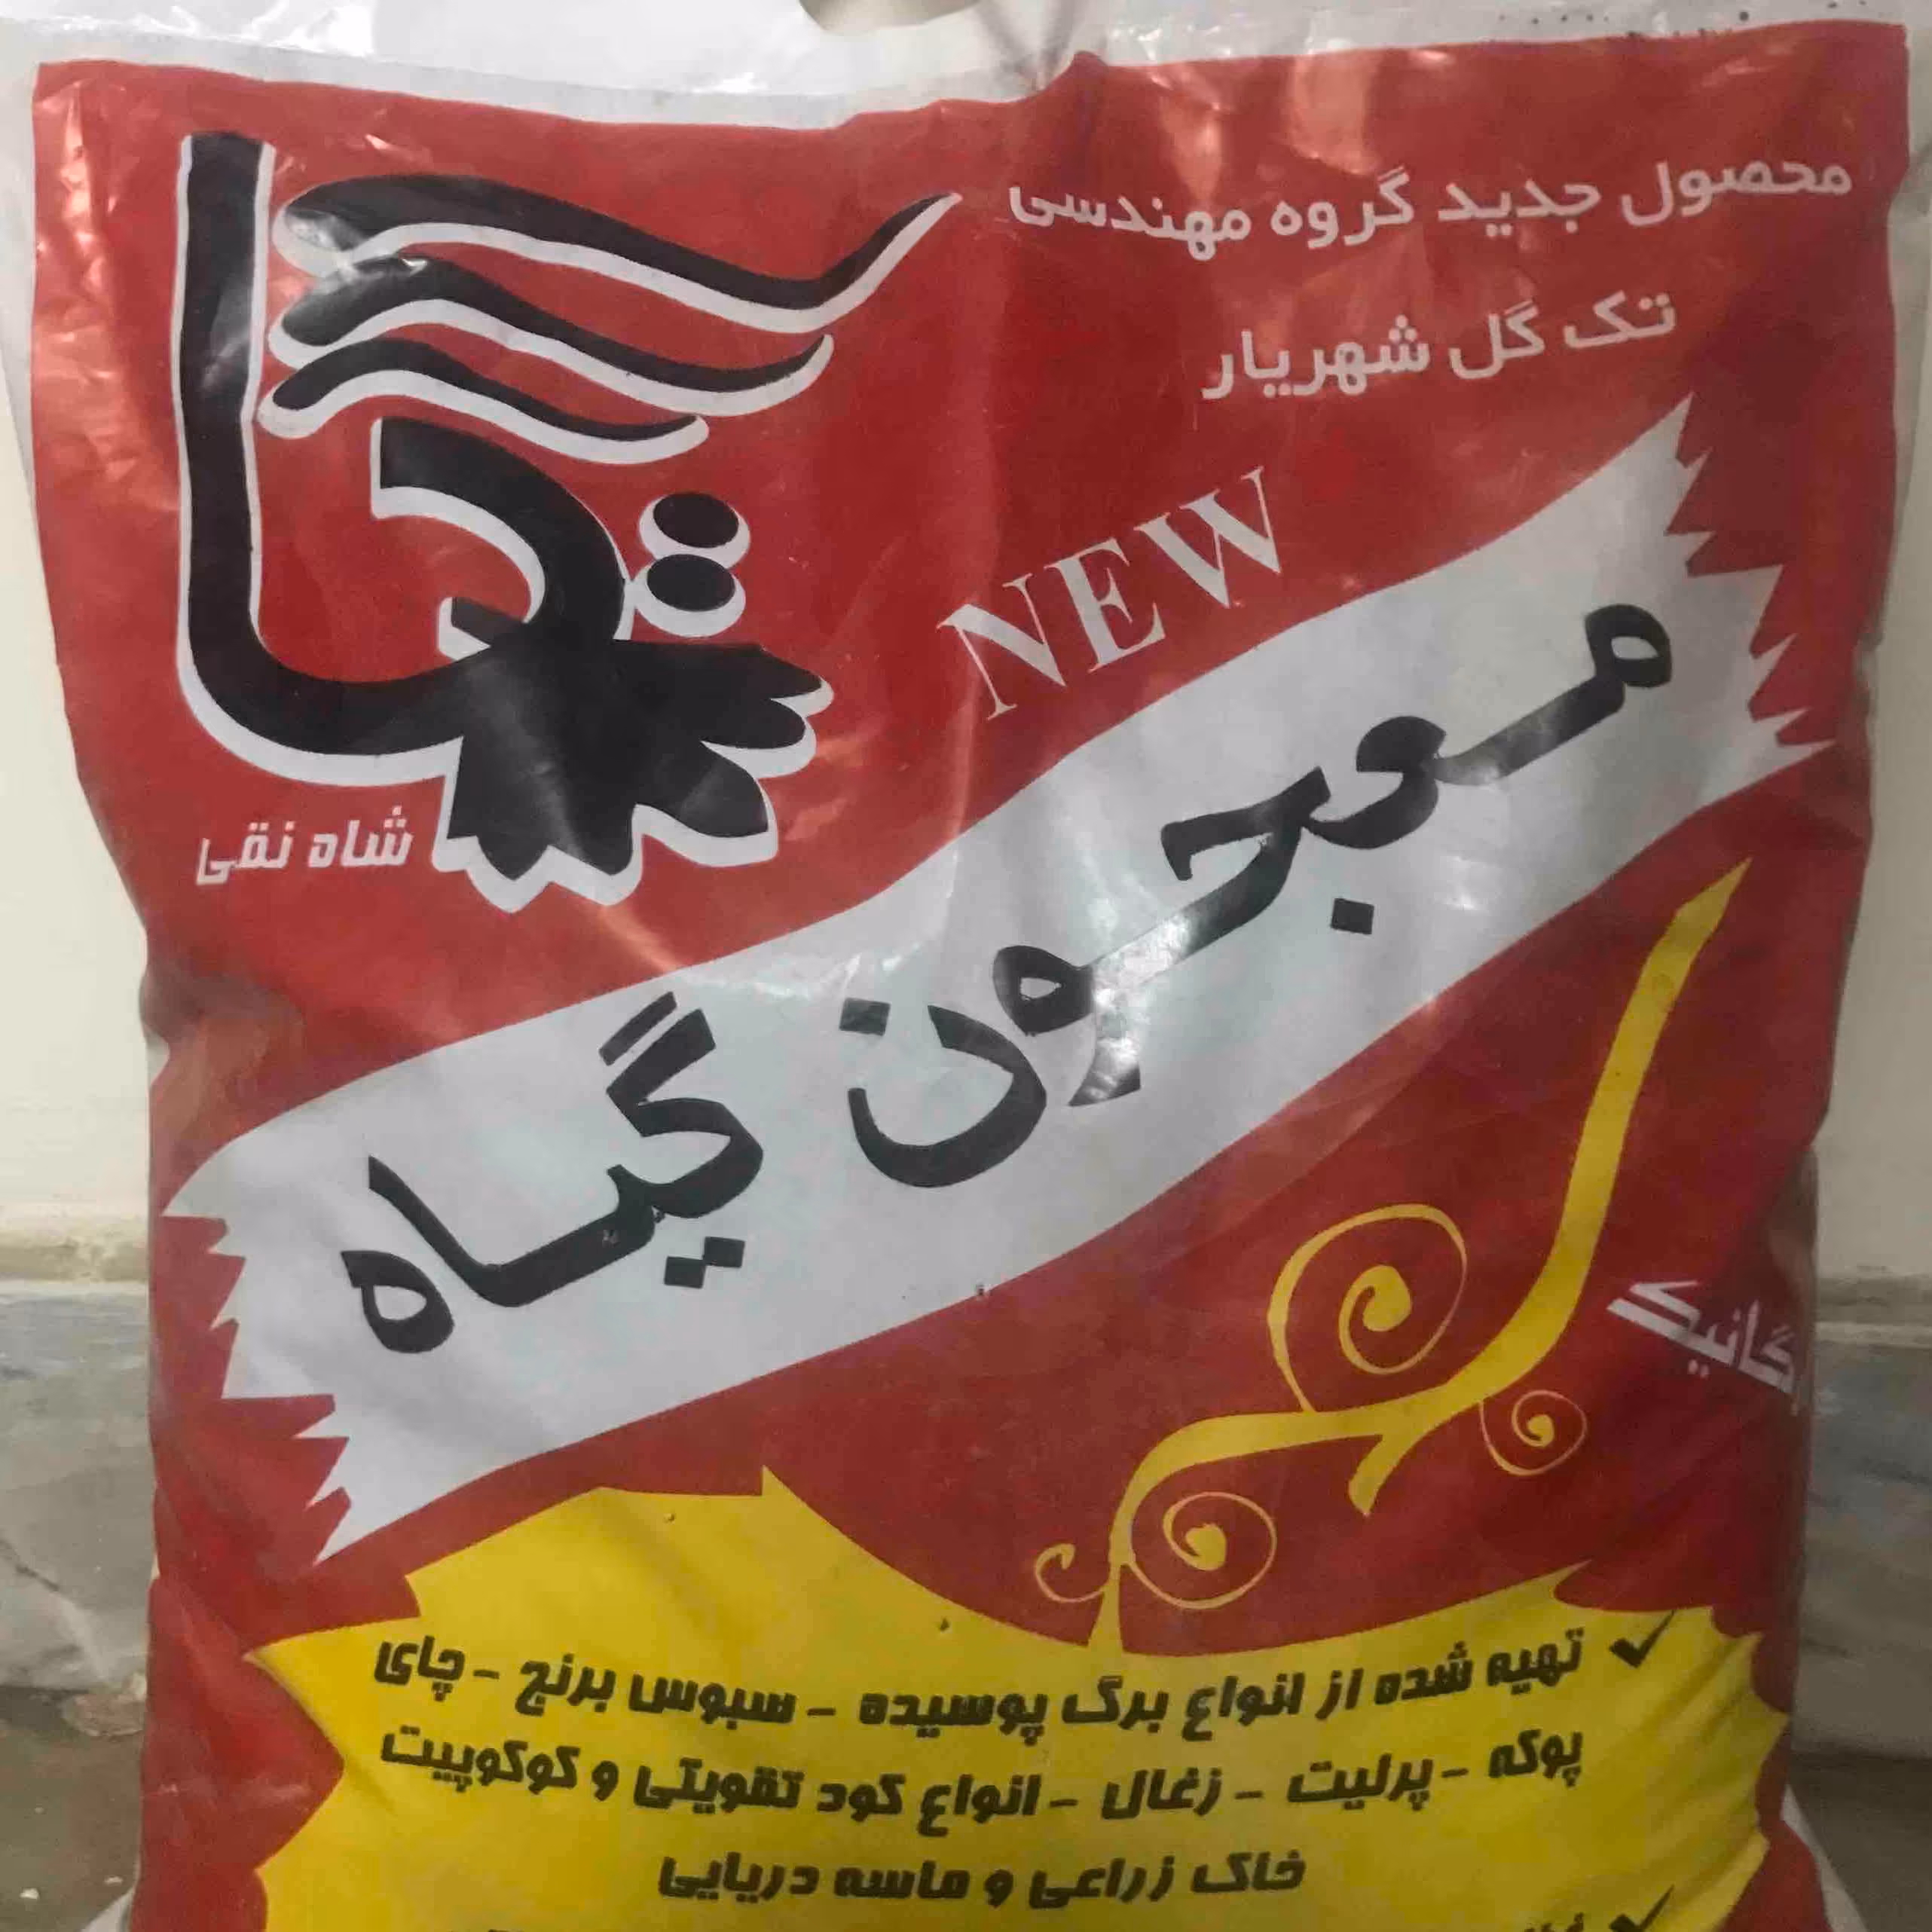 محصول جدید گروه مهندسی
تک گل شهریار
شاه نقی
NEW
معجون گیاه
تهیه شده از انواع برگ پوسیده - سبوس برنج - چای
پوکه - پرلیت - زغال - انواع کود تقویتی و کوکوپیت
خاک زراعی و ماسه دریایی